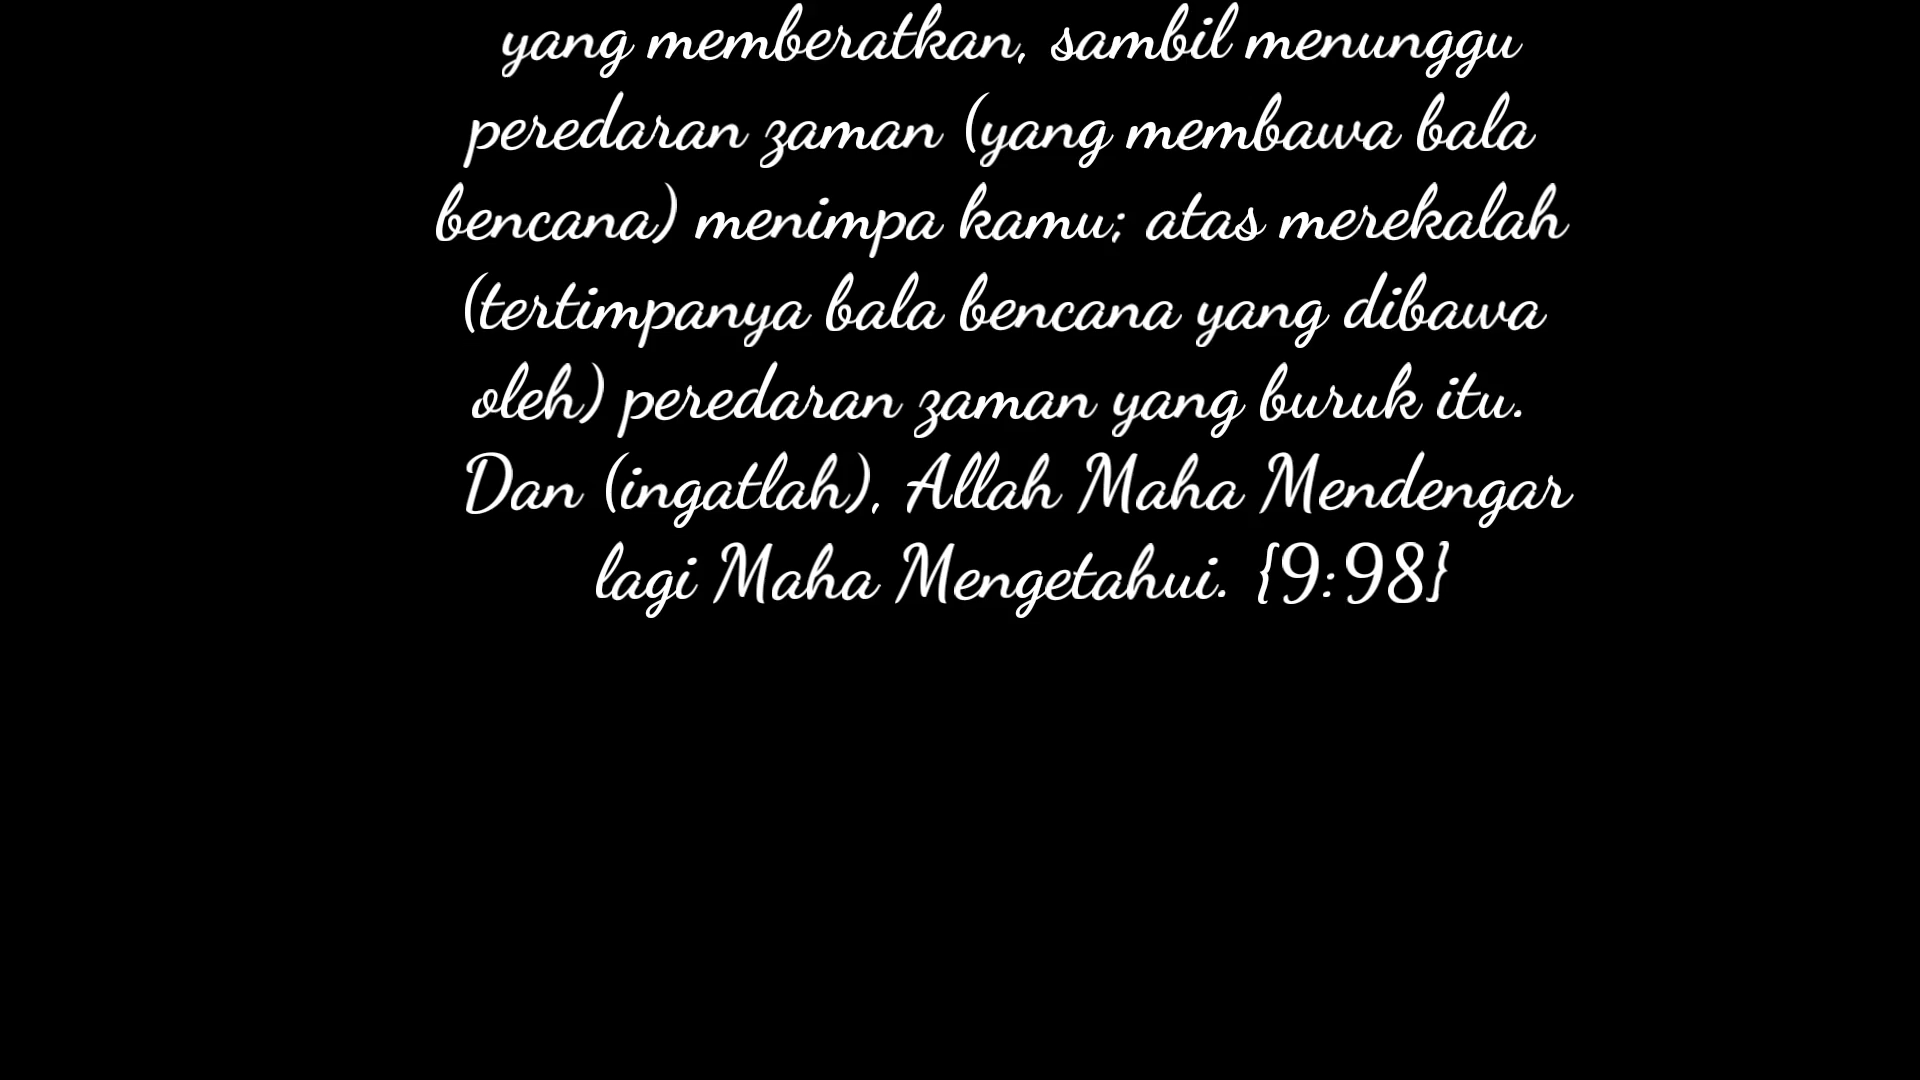 yang memberatkan, sambil menunggu
peredaran zaman (yang membawa bala
bencana) menimpa kamu; atas merekalah
(tertimpanya bala bencana yang dibawa
oleh) peredaran zaman yang buruk itu.
Dan (ingatlah), Allah Maha Mendengar
lagi Maha Mengetahui. {9:98}